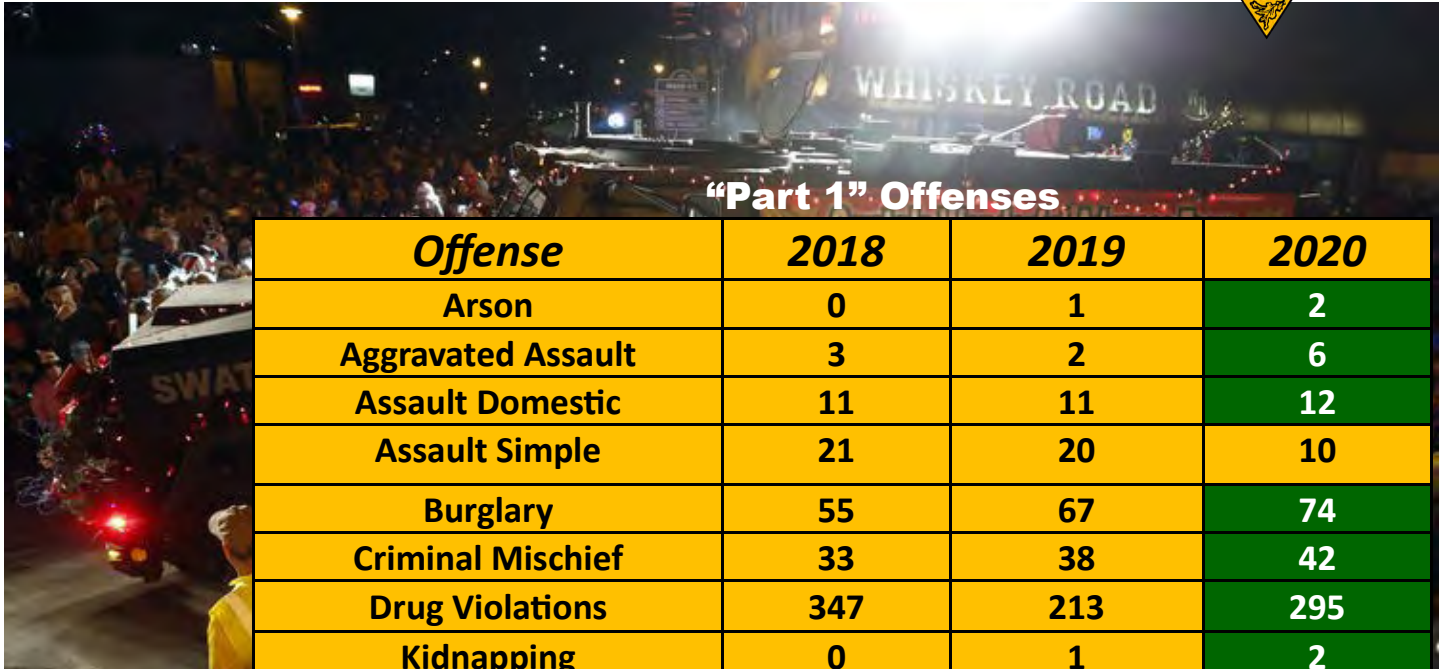 WHISKEY ROAD
SWAT
“Part 1” Offenses
Offense 2018 2019 2020
Arson 0 1 2
Aggravated Assault 3 2 6
Assault Domestic 11 11 12
Assault Simple 21 20 10
Burglary 55 67 74
Criminal Mischief 33 38 42
Drug Violations 347 213 295
Kidnapping 0 1 2